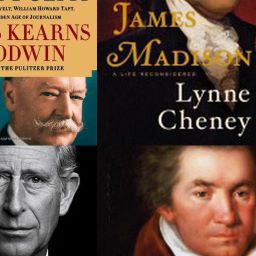 VELT, WILLIAM HOWARD TAFT,
DEN AGE OF JOURNALISM
S KEARNS
ODWIN
THE PULITZER PRIZE
JAMES
MADISON
A LIFE RECONSIDERED
Lynne
Cheney